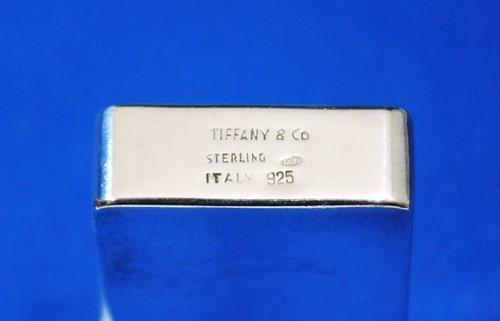 TIFFANY & Co
STERLING
ITALY 925